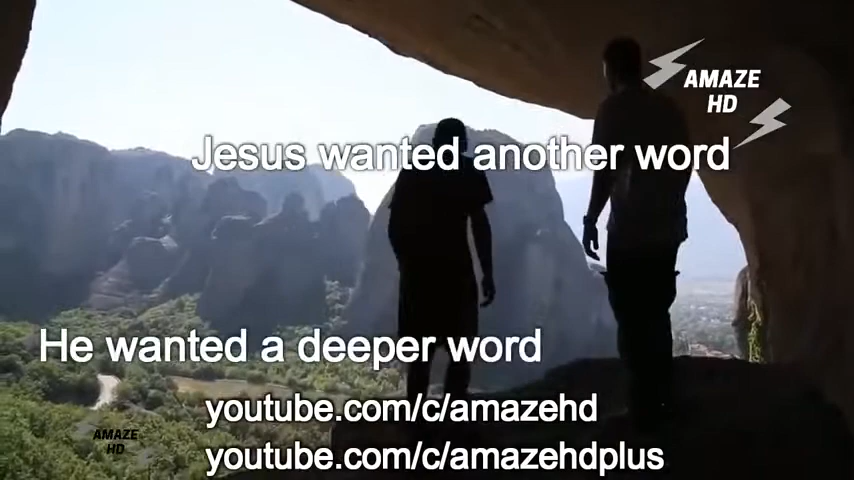 AMAZE
HD
Jesus wanted another word
He wanted a deeper word
youtube.com/c/amazehd
youtube.com/c/amazehdplus
AMAZE
HD